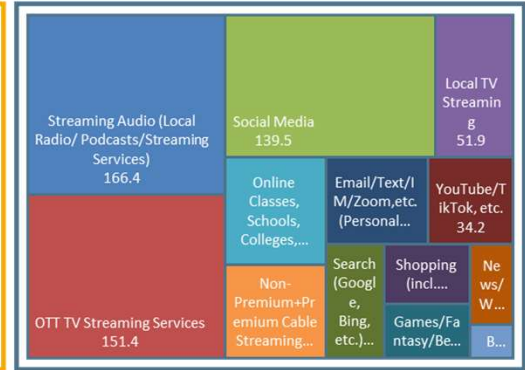 Streaming Audio (Local
Radio/ Podcasts/Streaming
Services)
166.4
OTT TV Streaming Services
151.4
Social Media
139.5
Local TV
Streamin
g
51.9
Online
Classes,
Schools,
Colleges,...
Email/Text/I
M/Zoom,etc.
(Personal...
YouTube/T
ikTok, etc.
34.2
Non-
Premium+Pr
emium Cable
Streaming...
Search
(Googl
e,
Bing,
etc.)...
Shopping
(incl....
Games/Fa
ntasy/Be...
Ne
ws/
W...
B...